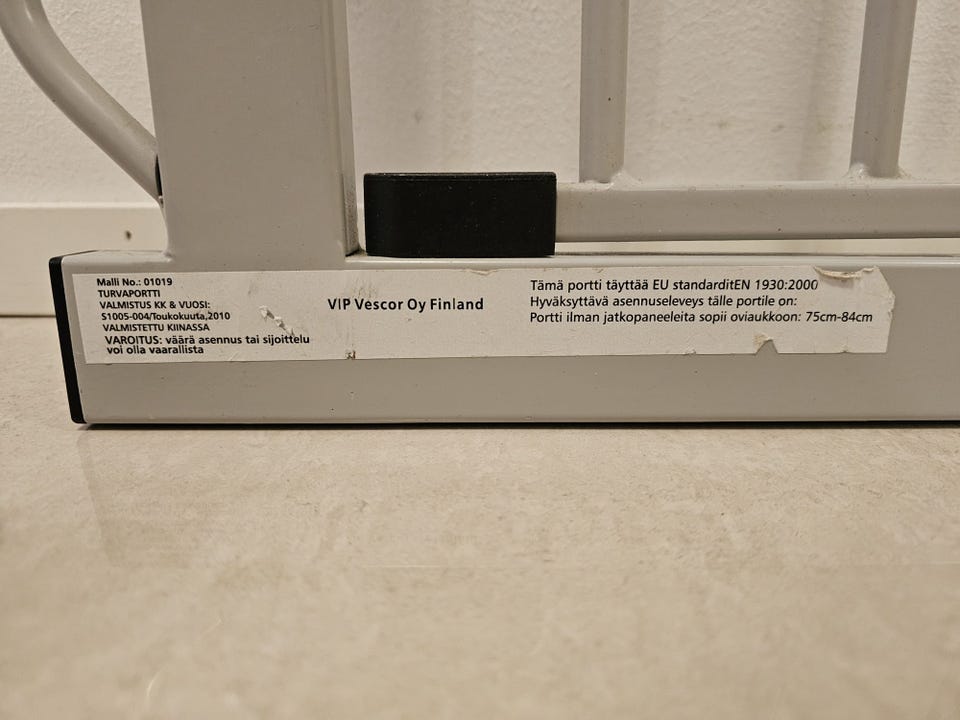 Malli No.: 01019
TURVAPORTTI
VALMISTUS KK & VUOSI:
S1005-004/Toukokuuta,2010
VALMISTETTU KIINASSA
VAROITUS: väärä asennus tai sijoittelu
voi olla vaarallista
VIP Vescor Oy Finland
Tämä portti täyttää EU standarditEN 1930:2000
Hyväksyttävä asennuseleveys tälle portile on:
Portti ilman jatkopaneeleita sopii oviaukkoon: 75cm-84cm